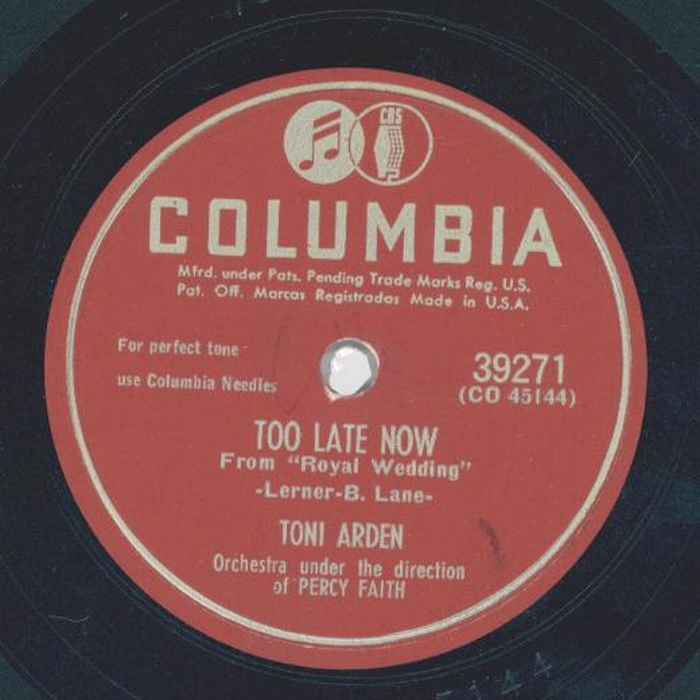 CBS
COLUMBIA
Mfrd. under Pats. Pending Trade Marks Reg. U.S.
Pat. Off. Marcas Registradas Made in U.S.A.
For perfect tone
use Columbia Needles
39271
(CO 45144)
TOO LATE NOW
From "Royal Wedding"
-Lerner-B. Lane-
TONI ARDEN
Orchestra under the direction
of PERCY FAITH